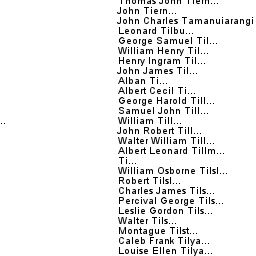 Thomas John Tiern...
John Tiern...
John Charles Tamanuiarangi
Leonard Tilbu...
George Samuel Til...
William Henry Til...
Henry Ingram Til...
John James Til...
Alban Ti...
Albert Cecil Ti...
George Harold Till...
Samuel John Till...
...
William Till...
John Robert Till...
Walter William Till...
Albert Leonard Tillm...
Ti...
William Osborne Tilsl...
Robert Tilsl...
Charles James Tils...
Percival George Tils...
Leslie Gordon Tils...
Walter Tils...
Montague Tilst...
Caleb Frank Tilya...
Louise Ellen Tilya...